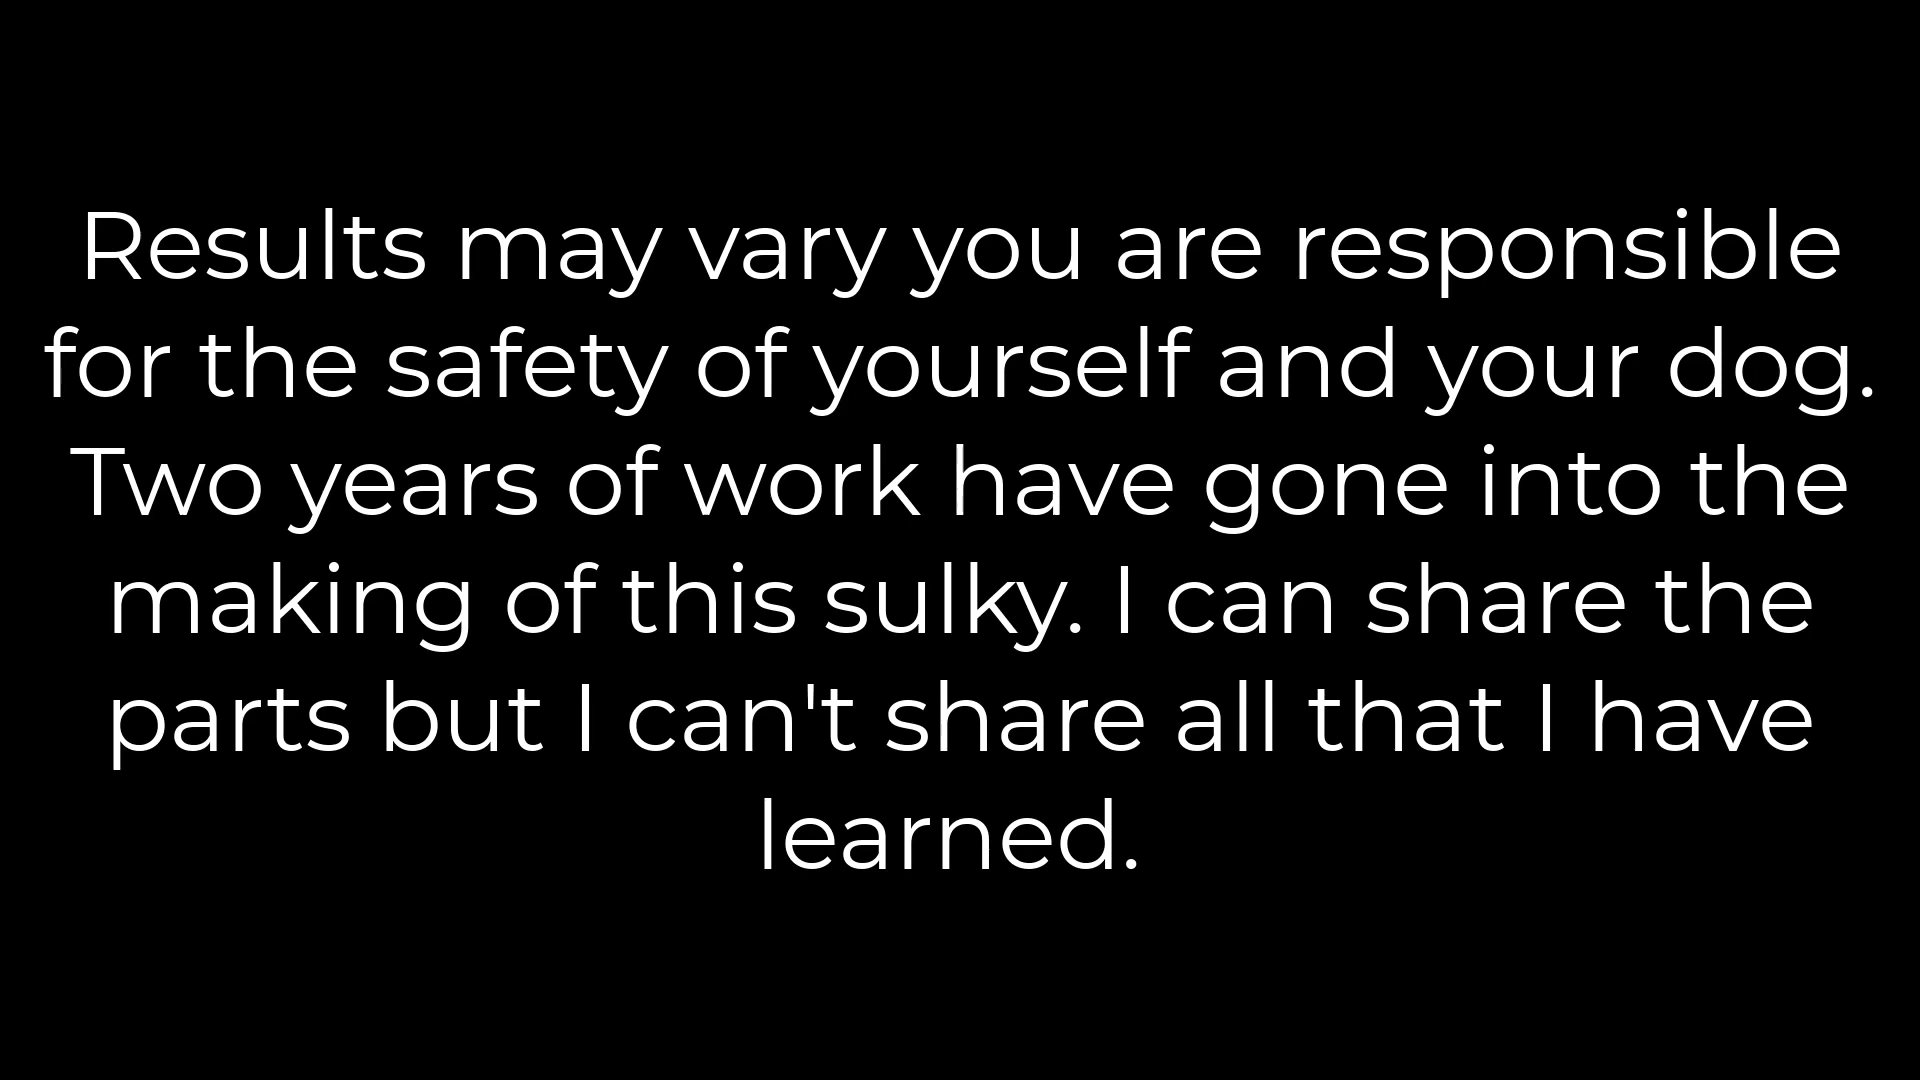 Results may vary you are responsible
for the safety of yourself and your dog.
Two years of work have gone into the
making of this sulky. I can share the
parts but I can't share all that I have
learned.